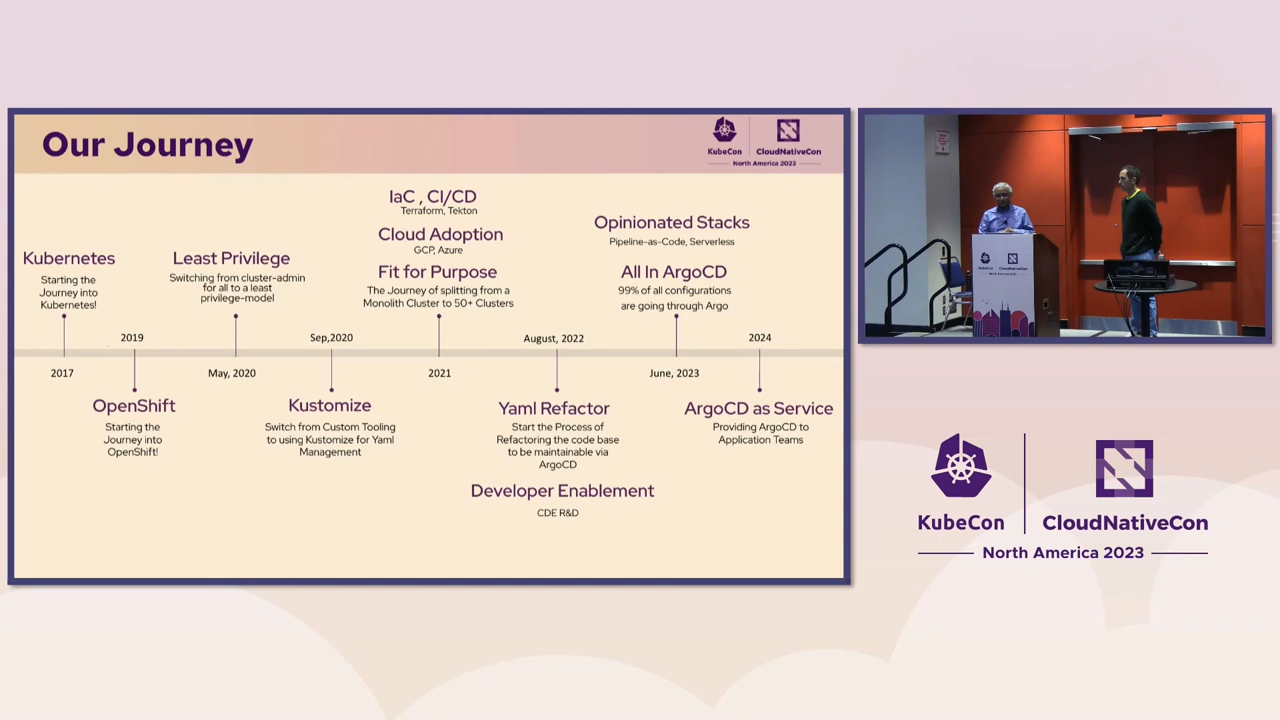 Our Journey
KubeCon
CloudNativeCon
North America 2023
IaC , CI/CD
Terraform, Tekton
Cloud Adoption
GCP, Azure
Fit for Purpose
The Journey of splitting from a
Monolith Cluster to 50+ Clusters
Opinionated Stacks
Pipeline-as-Code, Serverless
All In ArgoCD
99% of all configurations
are going through Argo
Kubernetes
Starting the
Journey into
Kubernetes!
Least Privilege
Switching from cluster-admin
for all to a least
privilege-model
2019
Sep,2020
August, 2022
2024
2017
May, 2020
2021
June, 2023
OpenShift
Starting the
Journey into
OpenShift!
Kustomize
Switch from Custom Tooling
to using Kustomize for Yaml
Management
Yaml Refactor
Start the Process of
Refactoring the code base
to be maintainable via
ArgoCD
Developer Enablement
CDE R&D
ArgoCD as Service
Providing ArgoCD to
Application Teams
KubeCon
CloudNativeCon
North America 2023